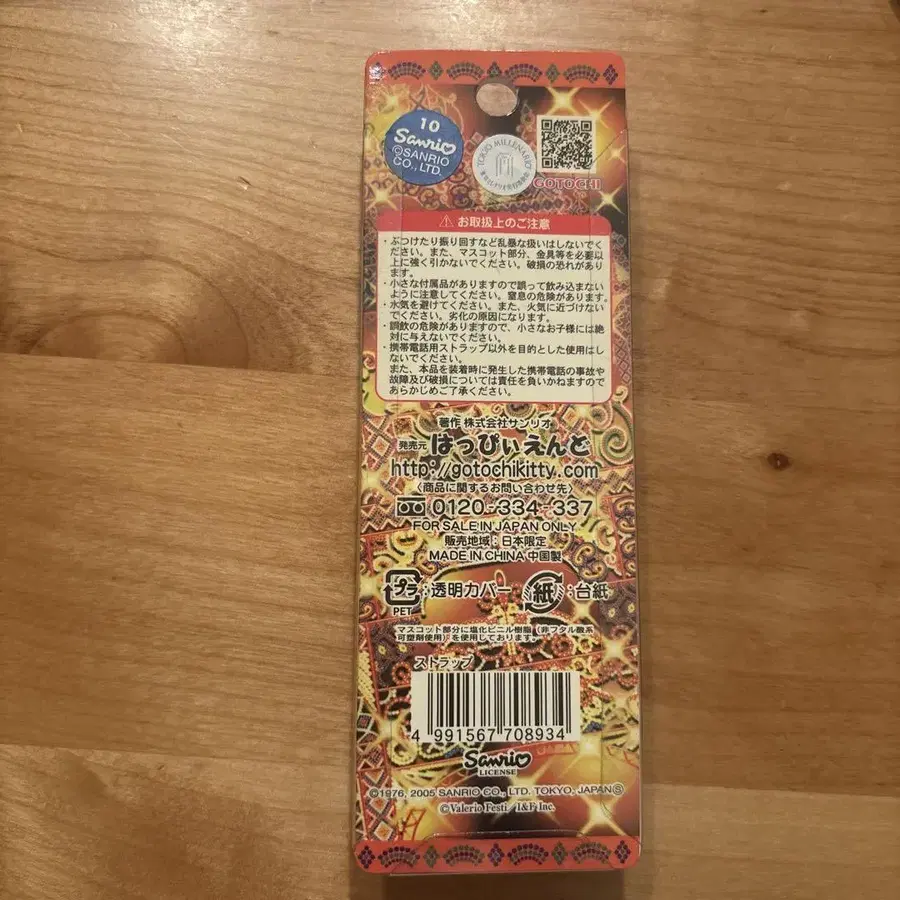 10
Sanrio
©SANRIO
CO., LTD.
TOKYO MILLENARIO
GOTOCHI
⚠ お取扱上のご注意
・ぶつけたり振り回すなど乱暴な扱いはしないでく
ださい。また、マスコット部分、金具等を必要以
上に強く引かないでください。破損の恐れがあり
ます。
・小さな付属品がありますので誤って飲み込まない
ように注意してください。窒息の危険があります。
・水気を避けてください。また、火気に近づけない
でください。劣化の原因になります。
・誤飲の危険がありますので、小さなお子様には絶
対に与えないでください。
・携帯電話用ストラップ以外を目的とした使用はし
ないでください。
また、本品を装着時に発生した携帯電話の事故や
故障及び破損については責任を負いかねますので
あらかじめご了承ください。
著作 株式会社サンリオ
発売元 はっぴぃえんど
http://gotochikitty.com
〈商品に関するお問い合わせ先〉
0120-334-337
FOR SALE IN JAPAN ONLY
販売地域：日本限定
MADE IN CHINA 中国製
プラ：透明カバー 紙：台紙
PET
マスコット部分に塩化ビニル樹脂（非フタル酸系
可塑剤使用）を使用しております。
ストラップ
4 991567 708934
Sanrio
LICENSE
©1976, 2005 SANRIO CO., LTD. TOKYO, JAPAN Ⓢ
©Valerio Festi／I&F Inc.